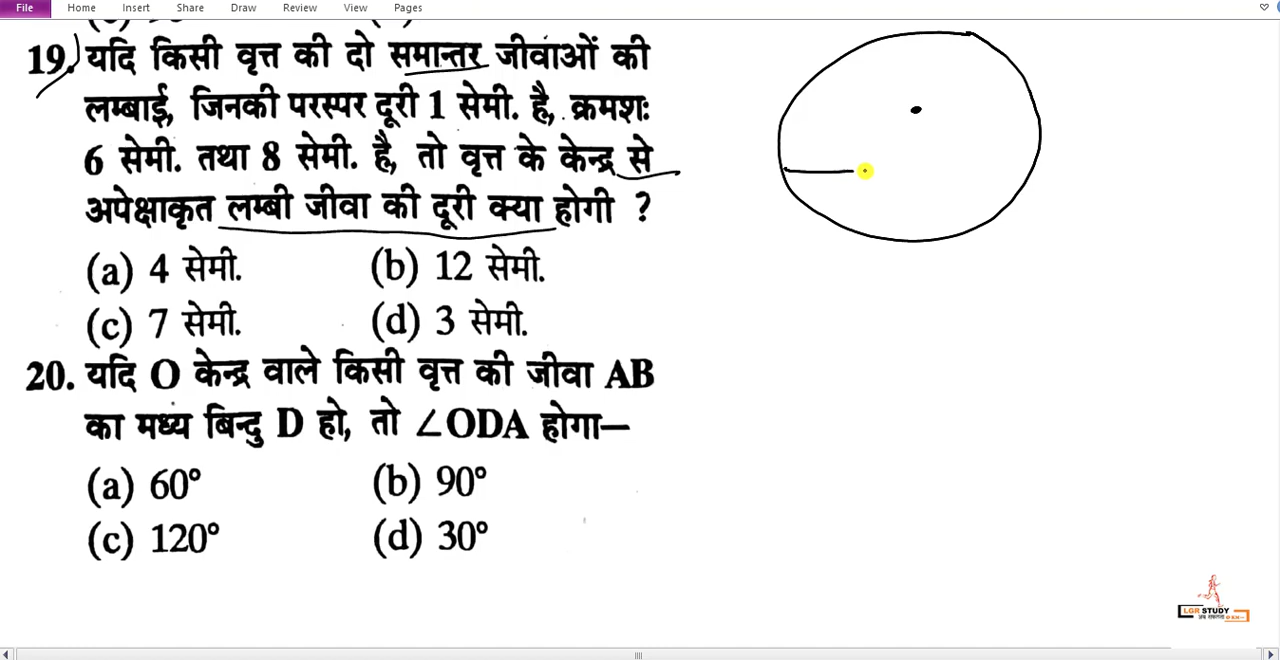 File Home Insert Share Draw Review View Pages
19. यदि किसी वृत्त की दो समान्तर जीवाओं की
लम्बाई, जिनकी परस्पर दूरी 1 सेमी. है, क्रमशः
6 सेमी. तथा 8 सेमी. है, तो वृत्त के केन्द्र से
अपेक्षाकृत लम्बी जीवा की दूरी क्या होगी ?
(a) 4 सेमी. (b) 12 सेमी.
(c) 7 सेमी. (d) 3 सेमी.
20. यदि O केन्द्र वाले किसी वृत्त की जीवा AB
का मध्य बिन्दु D हो, तो ∠ODA होगा—
(a) 60° (b) 90°
(c) 120° (d) 30°
LGR STUDY